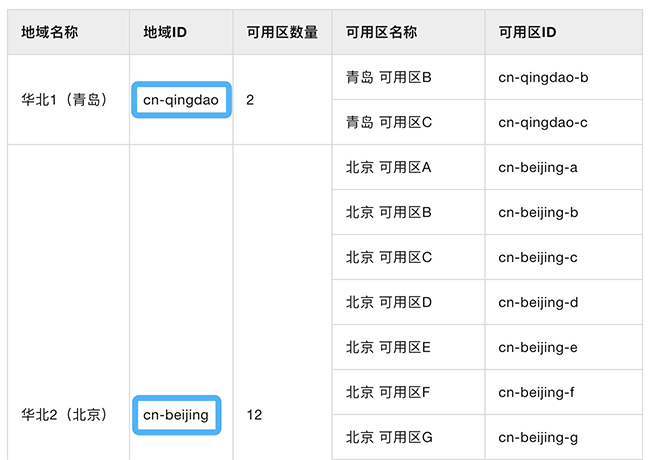 地域名称 地域ID 可用区数量 可用区名称 可用区ID
青岛 可用区B cn-qingdao-b
华北1（青岛） cn-qingdao 2
青岛 可用区C cn-qingdao-c
北京 可用区A cn-beijing-a
北京 可用区B cn-beijing-b
北京 可用区C cn-beijing-c
北京 可用区D cn-beijing-d
北京 可用区E cn-beijing-e
北京 可用区F cn-beijing-f
华北2（北京） cn-beijing 12
北京 可用区G cn-beijing-g